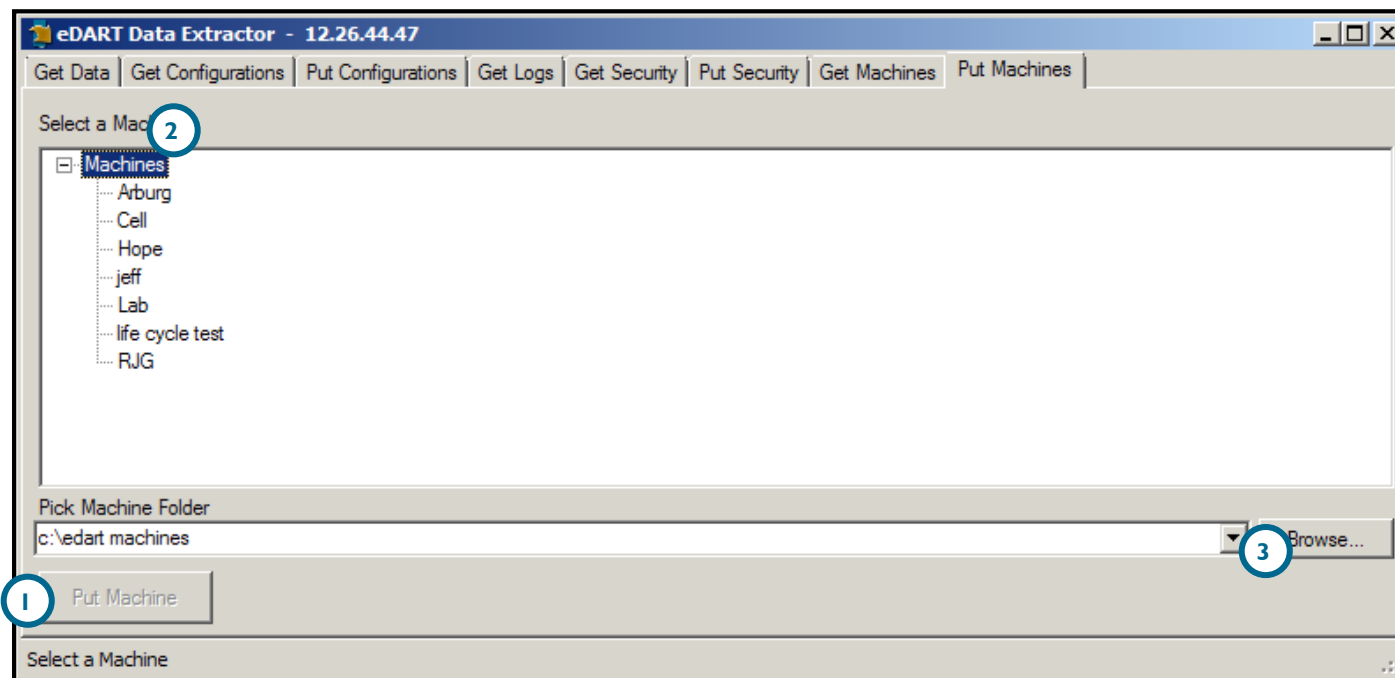 eDART Data Extractor - 12.26.44.47
Get Data Get Configurations Put Configurations Get Logs Get Security Put Security Get Machines Put Machines
Select a Mac
2
Machines
Arburg
Cell
Hope
jeff
Lab
life cycle test
RJG
Pick Machine Folder
c:\edart machines
3 Browse...
1 Put Machine
Select a Machine